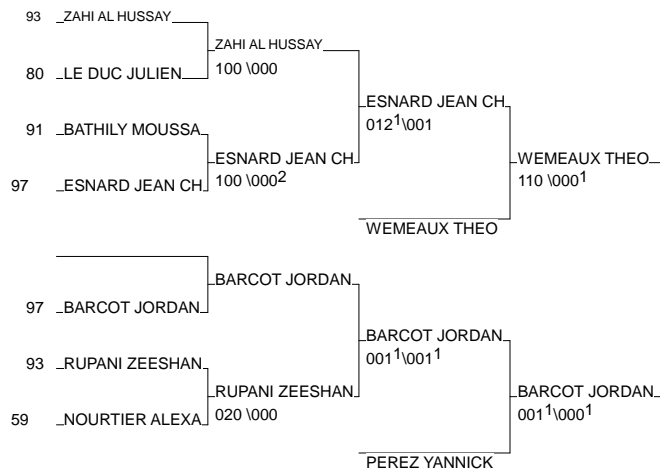 93 ZAHI AL HUSSAY
ZAHI AL HUSSAY
100 \000
80 LE DUC JULIEN
ESNARD JEAN CH
012¹\001
91 BATHILY MOUSSA
ESNARD JEAN CH
100 \000²
WEMEAUX THEO
110 \000¹
97 ESNARD JEAN CH
WEMEAUX THEO
BARCOT JORDAN
97 BARCOT JORDAN
BARCOT JORDAN
001¹\001¹
93 RUPANI ZEESHAN
RUPANI ZEESHAN
020 \000
BARCOT JORDAN
001¹\000¹
59 NOURTIER ALEXA
PEREZ YANNICK